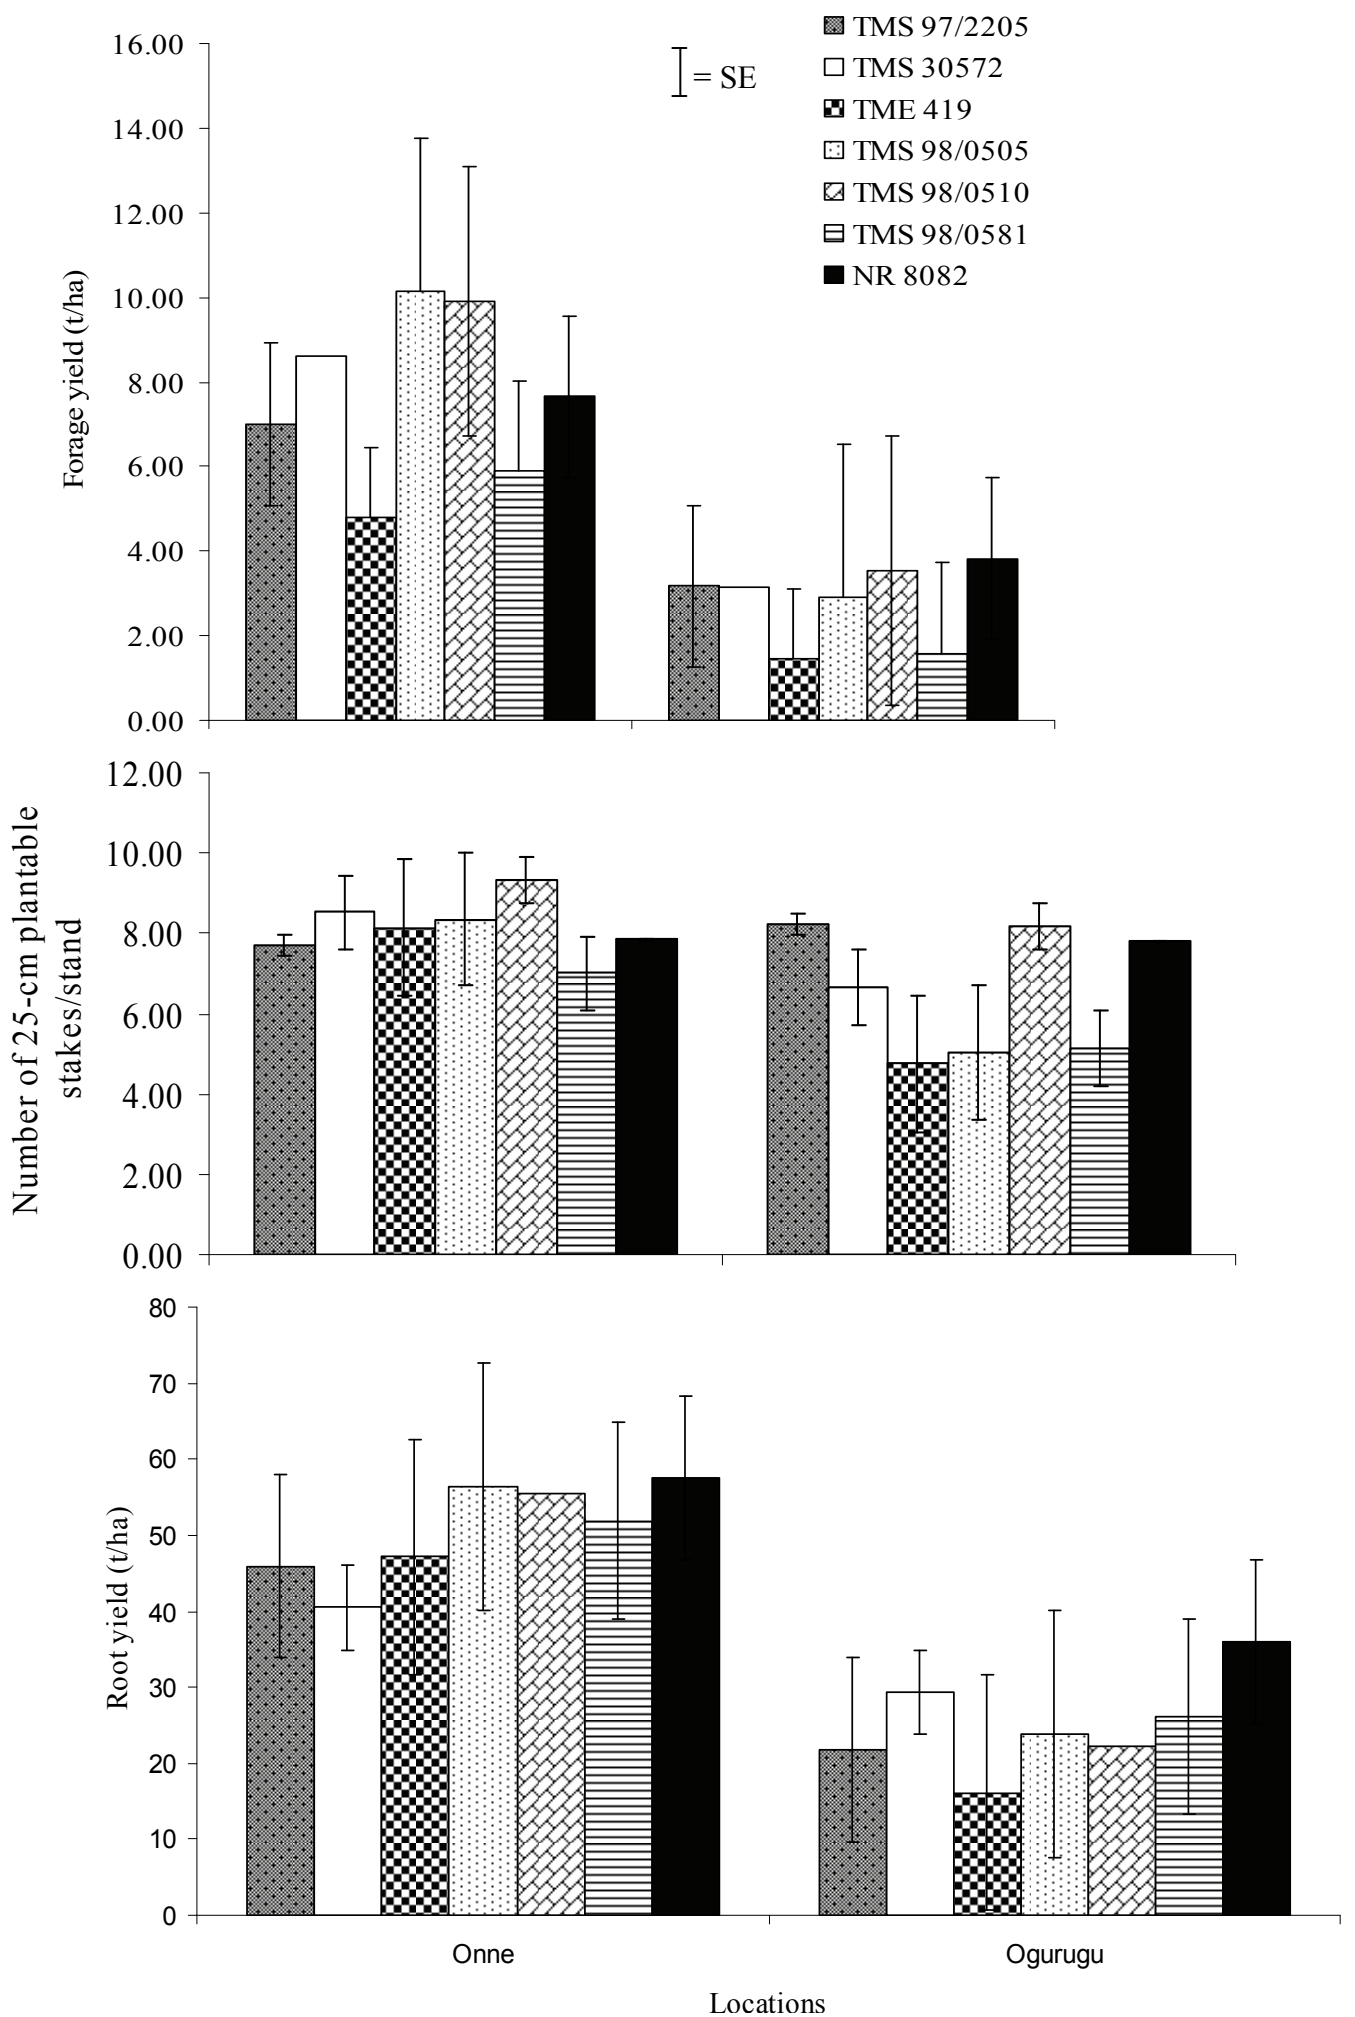 TMS 97/2205
TMS 30572
TME 419
TMS 98/0505
TMS 98/0510
TMS 98/0581
NR 8082
= SE
16.00
14.00
12.00
10.00
8.00
6.00
4.00
2.00
0.00
Forage yield (t/ha)
12.00
10.00
8.00
6.00
4.00
2.00
0.00
Number of 25-cm plantable
stakes/stand
80
70
60
50
40
30
20
10
0
Root yield (t/ha)
Onne
Ogurugu
Locations